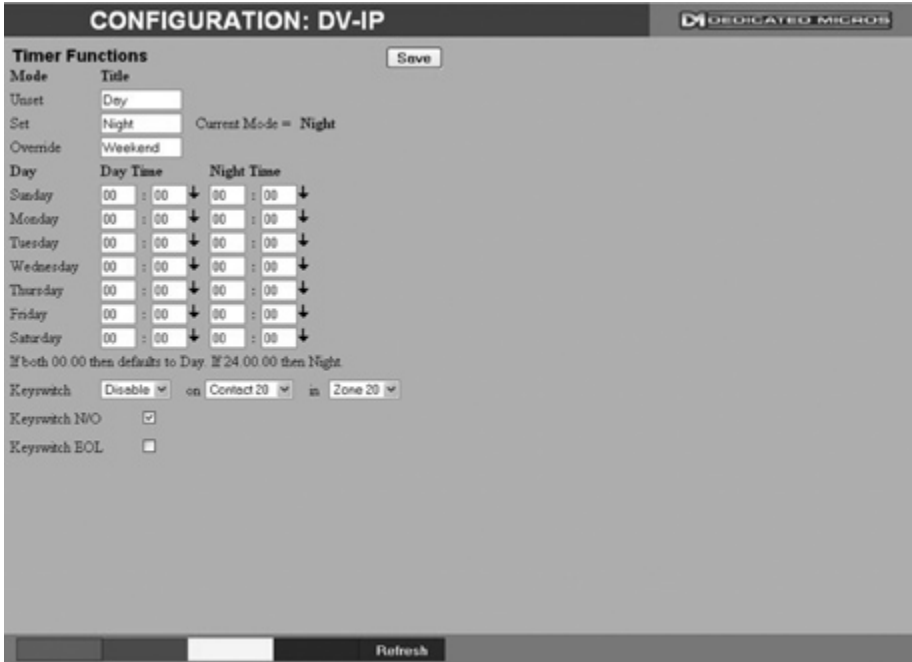 CONFIGURATION: DV-IP
DEDICATED MICROS
Timer Functions
Save
Mode Title
Unset Day
Set Night Current Mode = Night
Override Weekend
Day Day Time Night Time
Sunday 00 : 00 00 : 00
Monday 00 : 00 00 : 00
Tuesday 00 : 00 00 : 00
Wednesday 00 : 00 00 : 00
Thursday 00 : 00 00 : 00
Friday 00 : 00 00 : 00
Saturday 00 : 00 00 : 00
If both 00.00 then defaults to Day. If 24.00.00 then Night.
Keyswitch Disable on Contact 20 in Zone 20
Keyswitch N/O
Keyswitch EOL
Refresh